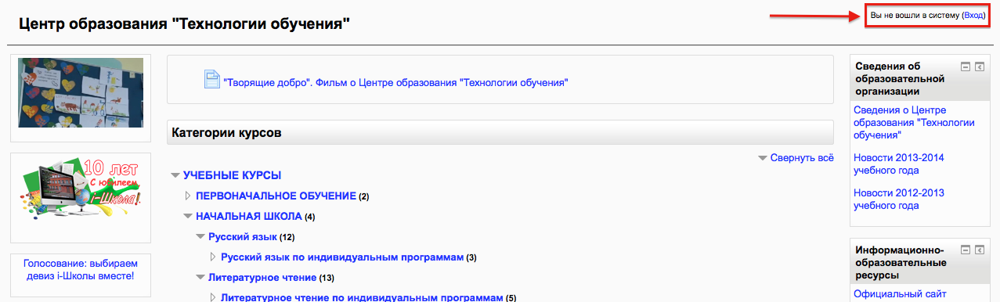 Центр образования "Технологии обучения"
Вы не вошли в систему (Вход)
10 лет
С юбилеем,
i-Школа!
Голосование: выбираем
девиз i-Школы вместе!
"Творящие добро". Фильм о Центре образования "Технологии обучения"
Категории курсов
Свернуть всё
УЧЕБНЫЕ КУРСЫ
ПЕРВОНАЧАЛЬНОЕ ОБУЧЕНИЕ (2)
НАЧАЛЬНАЯ ШКОЛА (4)
Русский язык (12)
Русский язык по индивидуальным программам (3)
Литературное чтение (13)
Литературное чтение по индивидуальным программам (5)
Сведения об
образовательной
организации
Сведения о Центре
образования "Технологии
обучения"
Новости 2013-2014
учебного года
Новости 2012-2013
учебного года
Информационно-
образовательные
ресурсы
Официальный сайт